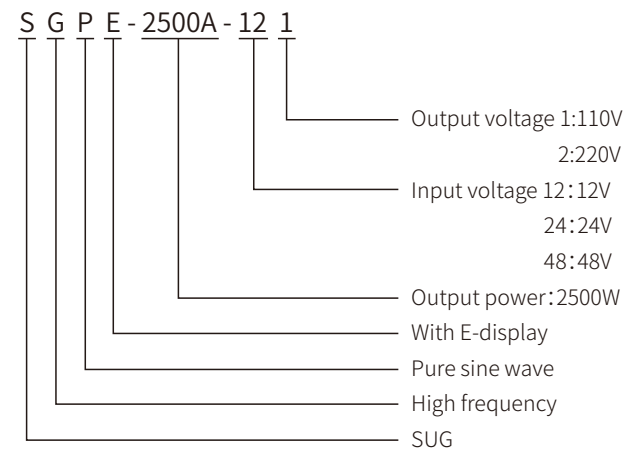 S G P E - 2500A - 12 1
Output voltage 1:110V
2:220V
Input voltage 12：12V
24：24V
48：48V
Output power：2500W
With E-display
Pure sine wave
High frequency
SUG